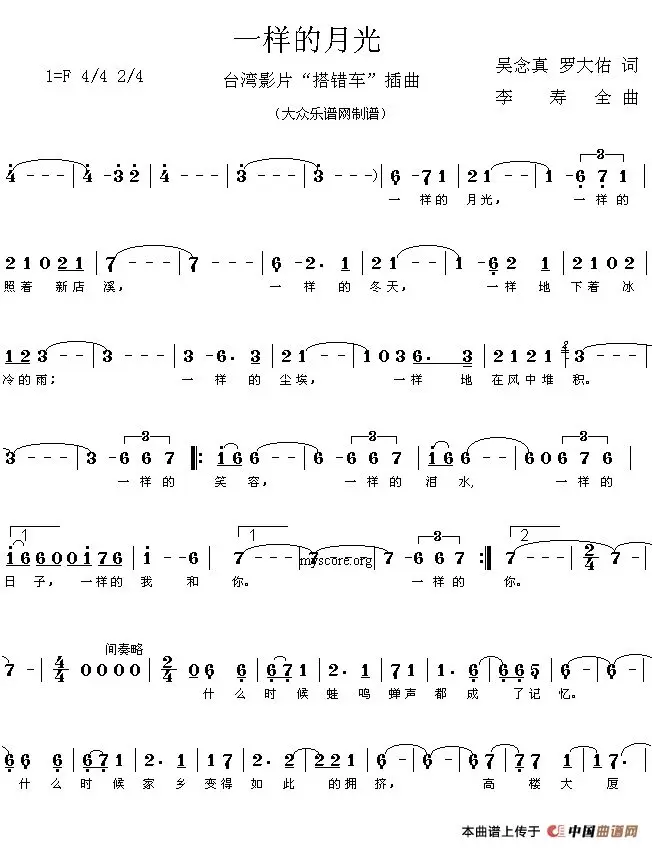 一样的月光
1=F 4/4 2/4
台湾影片“搭错车”插曲
吴念真 罗大佑 词
李 寿 全 曲
（大众乐谱网制谱）
4 - - - | 4 - 3 2 | 4 - - - | 3 - - - | 3 - - - ) | 6 - 7 1 | 2 1 - - | 1 - 6 7 1
一 样的 月光， 一样的
2 1 0 2 1 | 7 - - - | 7 - - - | 6 - 2 . 1 | 2 1 - - | 1 - 6 2 1 | 2 1 0 2
照着 新店 溪， 一 样 的 冬天， 一样 地 下着 冰
1 2 3 - - | 3 - - - | 3 - 6 . 3 | 2 1 - - | 1 0 3 6 . 3 | 2 1 2 1 | 3 - - -
冷的雨； 一 样 的 尘埃， 一样 地 在风中堆 积。
3 - - - | 3 - 6 6 7 |: 1 6 6 - - | 6 - 6 6 7 | 1 6 6 - - | 6 0 6 7 6 |
一样的 笑 容， 一样的 泪 水, 一样的
1 6 6 0 0 1 7 6 | 1 - - 6 | 7 - - - | 7 - - - | 7 - 6 6 7 :| 7 - - - | 2/4 7 -
日 子， 一样的 我 和 你。 一样的 你。
myscore.org
间奏略
7 - | 4/4 0 0 0 0 | 2/4 0 6 6 | 6 7 1 | 2 . 1 | 7 1 | 2 6 | 6 6 5 | 6 -
什 么 时 候 蛙 鸣 蝉声 都 成 了记 忆。
6 6 6 | 6 7 1 | 2 . 1 | 2 2 | 2 . 2 | 2 2 1 | 6 - | 6 6 | 6 6 | 6
什 么 时 候 家 乡 变得 如 此 的拥 挤， 高 楼 大 厦
本曲谱上传于 中国曲谱网